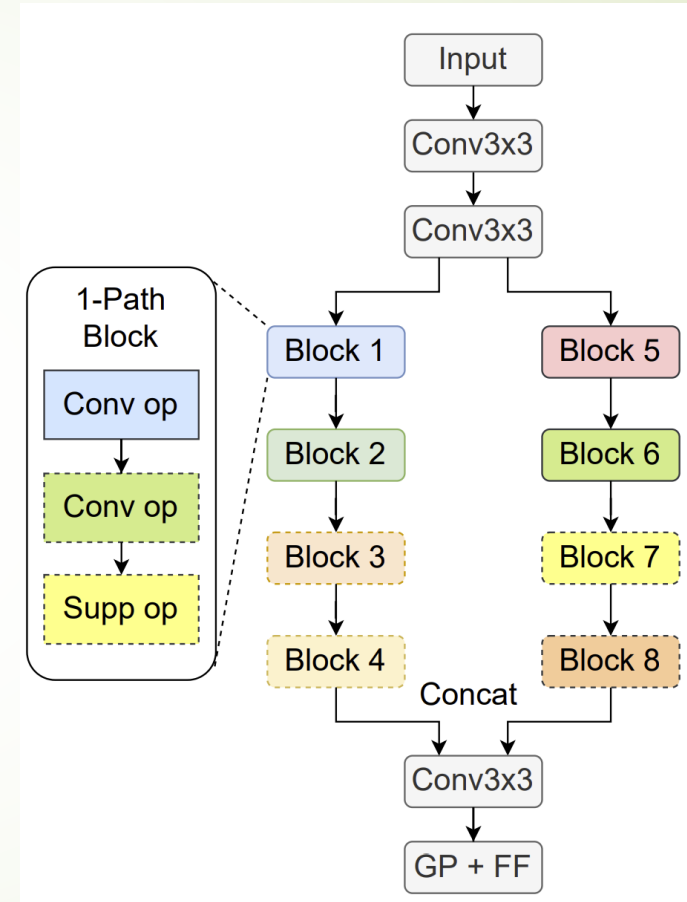 Input
Conv3x3
Conv3x3
1-Path
Block
Conv op
Conv op
Supp op
Block 1
Block 2
Block 3
Block 4
Block 5
Block 6
Block 7
Block 8
Concat
Conv3x3
GP + FF